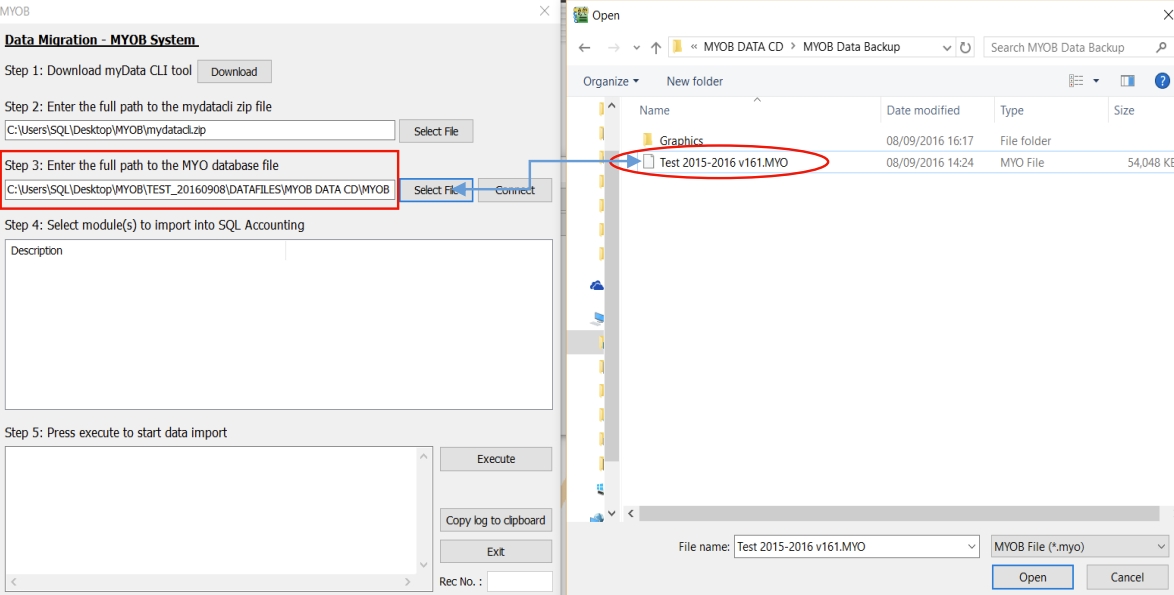 MYOB
Data Migration - MYOB System
Step 1: Download myData CLI tool
Download
Step 2: Enter the full path to the mydatacli zip file
C:\Users\SQL\Desktop\MYOB\mydatacli.zip
Select File
Step 3: Enter the full path to the MYO database file
C:\Users\SQL\Desktop\MYOB\TEST_20160908\DATAFILES\MYOB DATA CD\MYOB
Select File
Connect
Step 4: Select module(s) to import into SQL Accounting
Description
Step 5: Press execute to start data import
Execute
Copy log to clipboard
Exit
Rec No. :
Open
« MYOB DATA CD > MYOB Data Backup
Search MYOB Data Backup
Organize
New folder
Name
Date modified
Type
Size
Graphics
08/09/2016 16:17
File folder
Test 2015-2016 v161.MYO
08/09/2016 14:24
MYO File
54,048 KB
File name:
Test 2015-2016 v161.MYO
MYOB File (*.myo)
Open
Cancel